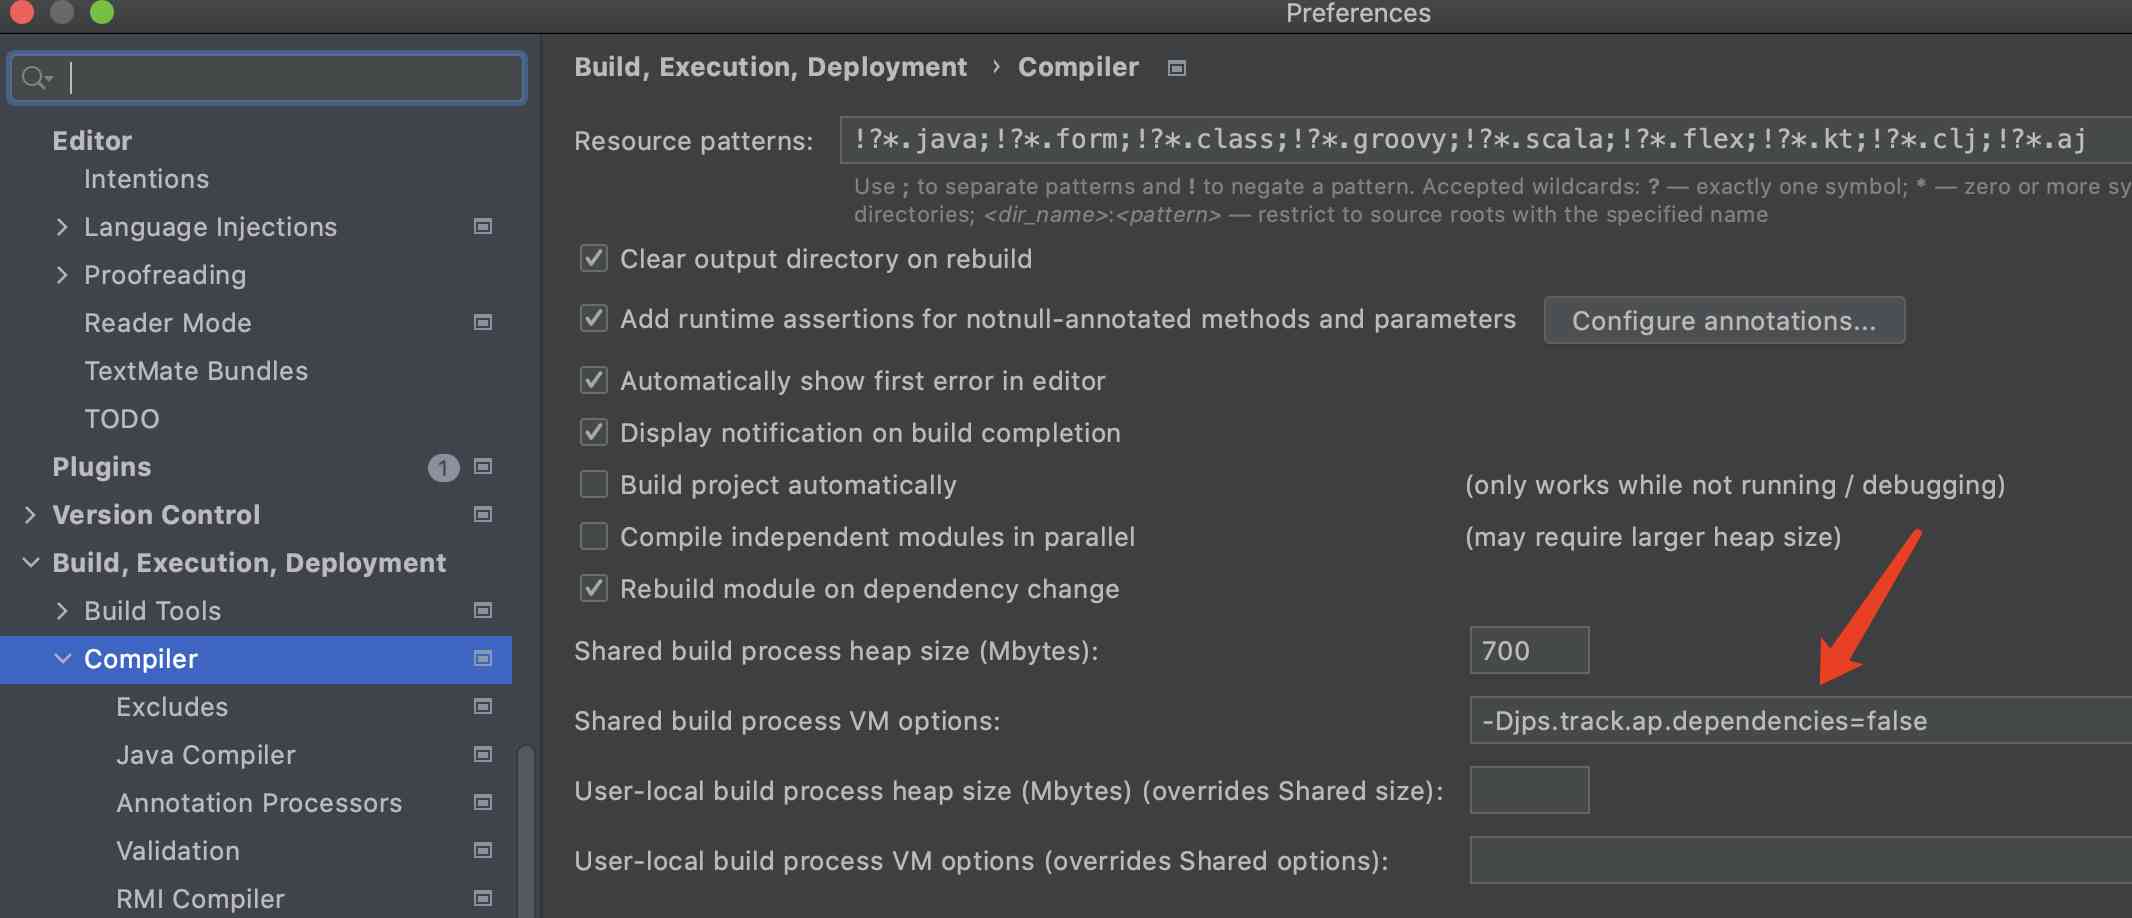 Preferences
Editor
Intentions
Language Injections
Proofreading
Reader Mode
TextMate Bundles
TODO
Plugins 1
Version Control
Build, Execution, Deployment
Build Tools
Compiler
Excludes
Java Compiler
Annotation Processors
Validation
RMI Compiler
Build, Execution, Deployment › Compiler
Resource patterns: !?*.java;!?*.form;!?*.class;!?*.groovy;!?*.scala;!?*.flex;!?*.kt;!?*.clj;!?*.aj
Use ; to separate patterns and ! to negate a pattern. Accepted wildcards: ? — exactly one symbol; * — zero or more sy
directories; <dir_name>:<pattern> — restrict to source roots with the specified name
Clear output directory on rebuild
Add runtime assertions for notnull-annotated methods and parameters Configure annotations...
Automatically show first error in editor
Display notification on build completion
Build project automatically (only works while not running / debugging)
Compile independent modules in parallel (may require larger heap size)
Rebuild module on dependency change
Shared build process heap size (Mbytes): 700
Shared build process VM options: -Djps.track.ap.dependencies=false
User-local build process heap size (Mbytes) (overrides Shared size):
User-local build process VM options (overrides Shared options):